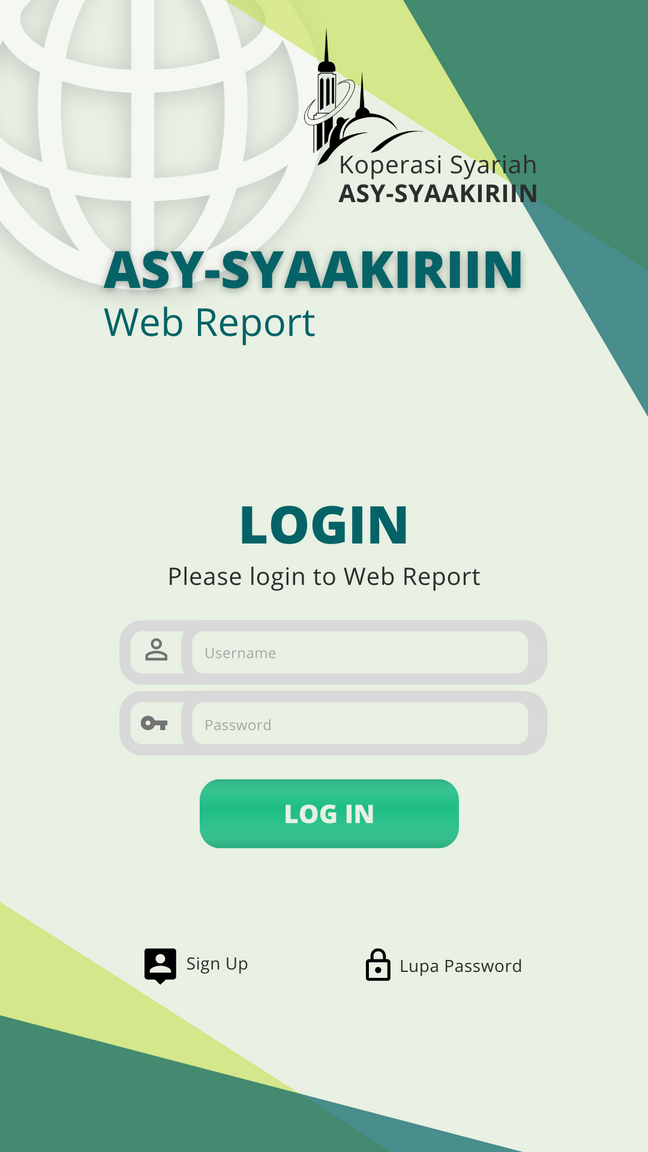 Koperasi Syariah
ASY-SYAAKIRIIN
ASY-SYAAKIRIIN
Web Report
LOGIN
Please login to Web Report
Username
Password
LOG IN
Sign Up
Lupa Password